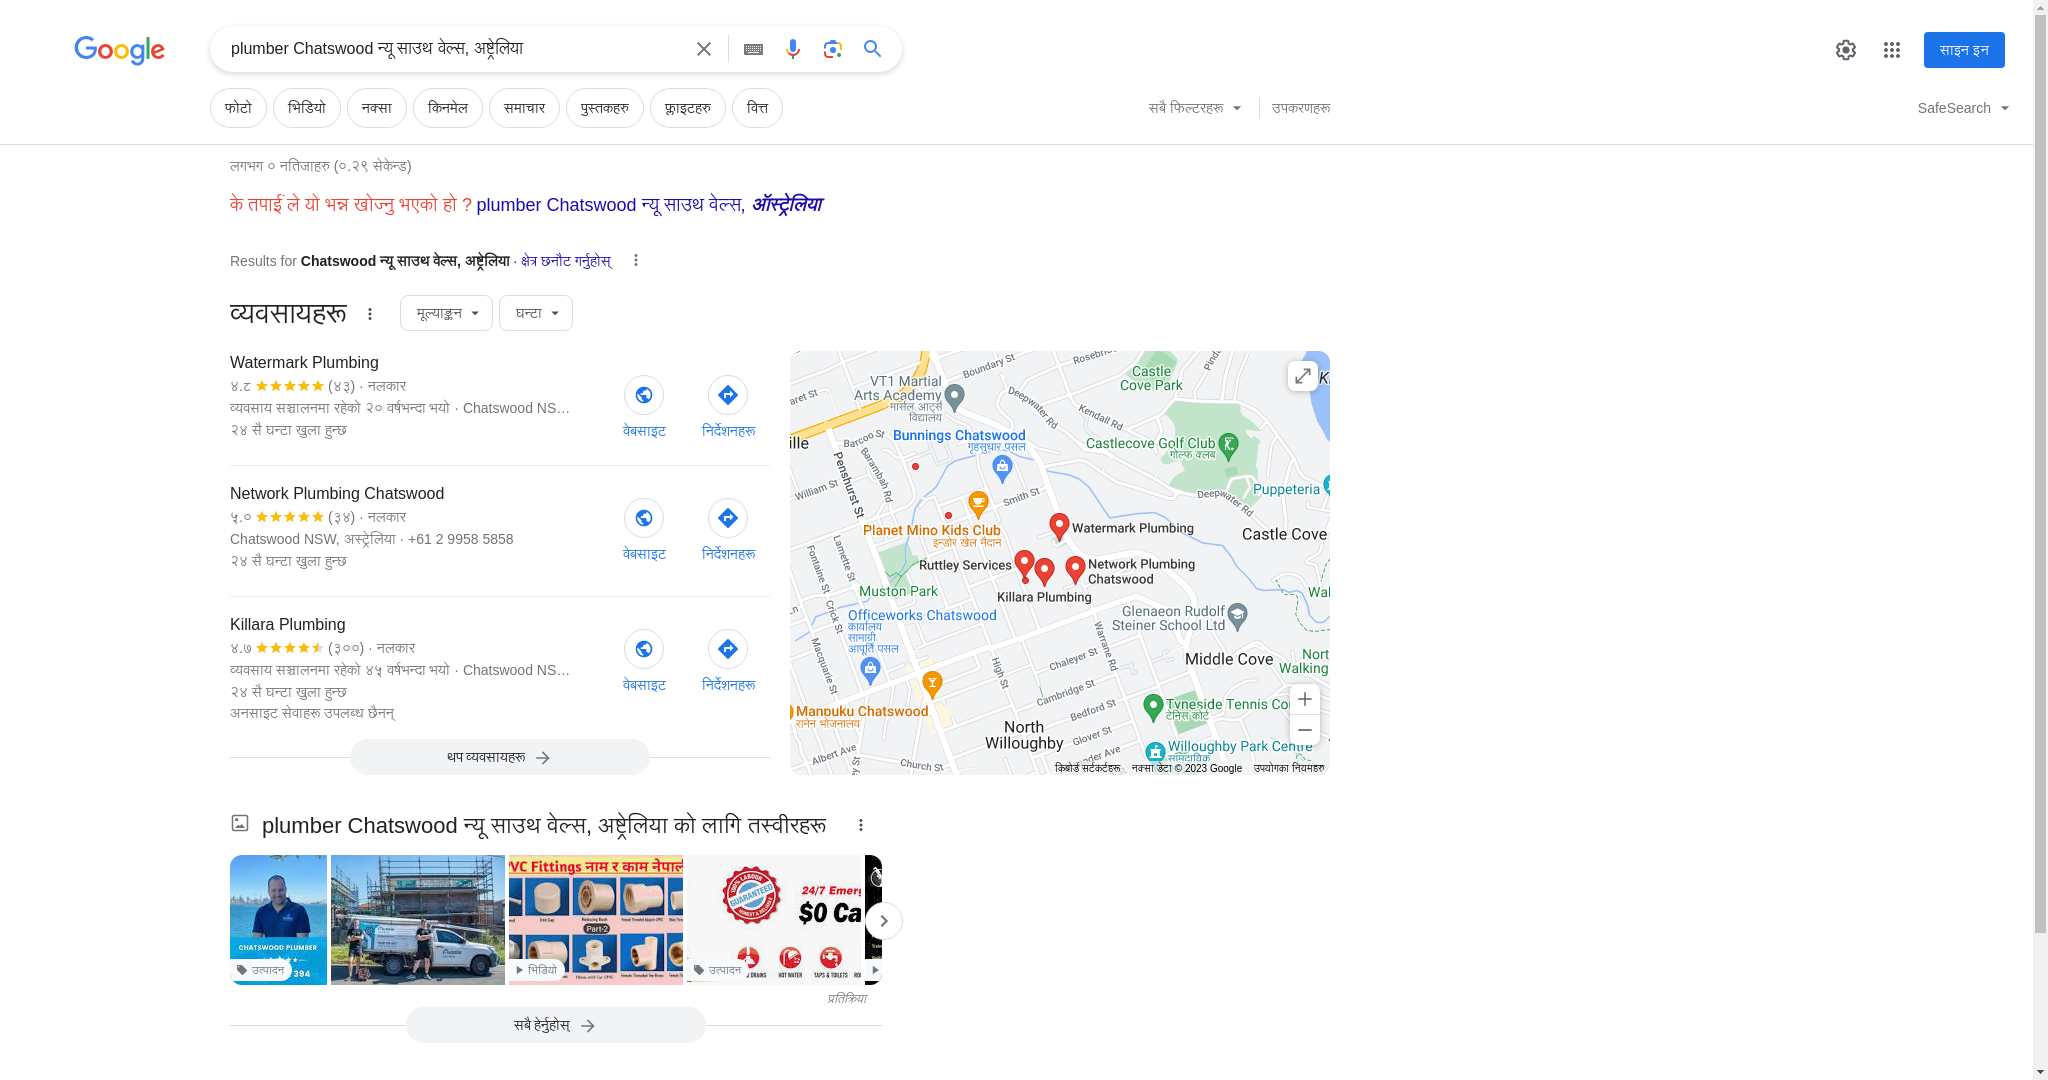 Google
plumber Chatswood न्यू साउथ वेल्स, अष्ट्रेलिया
साइन इन
फोटो
भिडियो
नक्सा
किनमेल
समाचार
पुस्तकहरु
फ्लाइटहरु
वित्त
सबै फिल्टरहरू
उपकरणहरू
SafeSearch
लगभग ० नतिजाहरु (०.२९ सेकेन्ड)
के तपाईंले यो भन्न खोज्नु भएको हो ? plumber Chatswood न्यू साउथ वेल्स, ऑस्ट्रेलिया
Results for Chatswood न्यू साउथ वेल्स, अष्ट्रेलिया · क्षेत्र छनौट गर्नुहोस्
व्यवसायहरू
मूल्याङ्कन
घन्टा
Watermark Plumbing
४.८ (४३) · नलकार
व्यवसाय सञ्चालनमा रहेको २० वर्षभन्दा भयो · Chatswood NS...
२४ सै घन्टा खुला हुन्छ
वेबसाइट
निर्देशनहरू
Network Plumbing Chatswood
५.० (३४) · नलकार
Chatswood NSW, अस्ट्रेलिया · +61 2 9958 5858
२४ सै घन्टा खुला हुन्छ
वेबसाइट
निर्देशनहरू
Killara Plumbing
४.७ (३००) · नलकार
व्यवसाय सञ्चालनमा रहेको ४५ वर्षभन्दा भयो · Chatswood NS...
२४ सै घन्टा खुला हुन्छ
अनसाइट सेवाहरू उपलब्ध छैनन्
वेबसाइट
निर्देशनहरू
थप व्यवसायहरू
Boundary St
Castle
Cove Park
VT1 Martial
Arts Academy
मार्सल आर्ट्स
विद्यालय
Deepwater Rd
Kendall Rd
Barcoo St
Bunnings Chatswood
गृहसुधार पसल
Castlecove Golf Club
गोल्फ क्लब
Penshurst St
Barambah Rd
William St
Smith St
Deepwater Rd
Puppeteria
Planet Mino Kids Club
इन्डोर खेल मैदान
Watermark Plumbing
Castle Cove
Fontaine St
Lamette St
Ruttley Services
Network Plumbing
Chatswood
Muston Park
Killara Plumbing
Officeworks Chatswood
कार्यालय
सामाग्री
आपूर्ति पसल
Crick St
Glenaeon Rudolf
Steiner School Ltd
Warrane Rd
Macquarie St
High St
Chaleyer St
Middle Cove
Cambridge St
Manpuku Chatswood
रामेन भोजनालय
Bedford St
Tyneside Tennis Co
टेनिस कोर्ट
North
Willoughby
Glover St
Willoughby Park Centre
सामुदायिक
Albert Ave
Church St
किबोर्ड सर्टकर्टहरू
नक्सा डेटा © 2023 Google
उपयोगका नियमहरु
plumber Chatswood न्यू साउथ वेल्स, अष्ट्रेलिया को लागि तस्वीरहरू
CHATSWOOD PLUMBER
394
उत्पादन
PVC Fittings नाम र काम नेपाली
Part-2
भिडियो
100% LABOUR
GUARANTEED
24/7 Emerg
$0 Ca
DRAINS
HOT WATER
TAPS & TOILETS
उत्पादन
प्रतिक्रिया
सबै हेर्नुहोस्